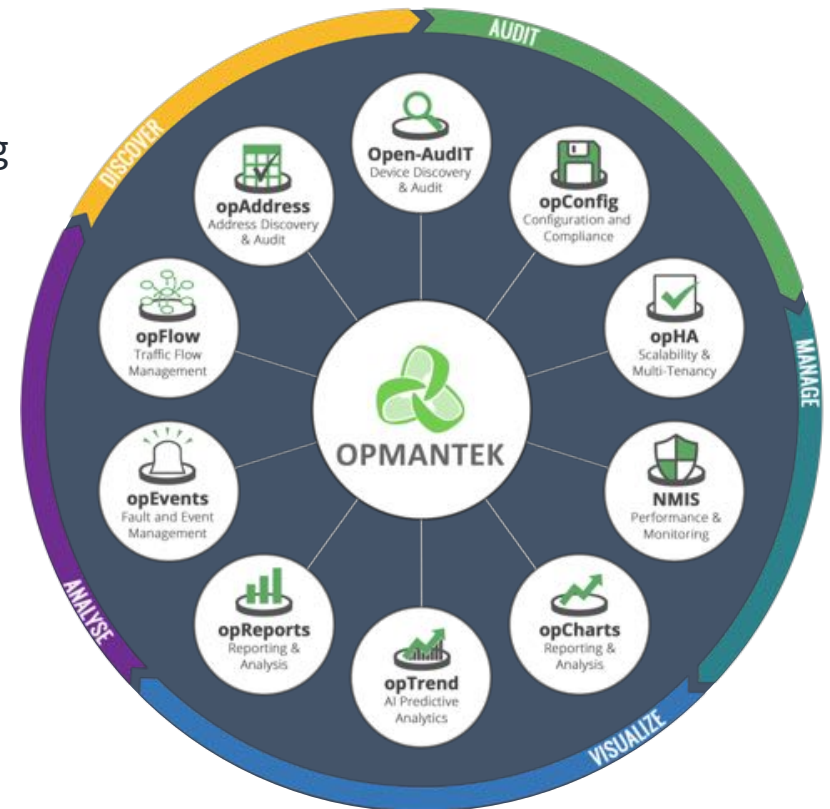 g
AUDIT
DISCOVER
MANAGE
VISUALIZE
ANALYSE
Open-AudIT
Device Discovery
& Audit
opConfig
Configuration and
Compliance
opHA
Scalability &
Multi-Tenancy
NMIS
Performance &
Monitoring
opCharts
Reporting &
Analysis
opTrend
AI Predictive
Analytics
opReports
Reporting &
Analysis
opEvents
Fault and Event
Management
opFlow
Traffic Flow
Management
opAddress
Address Discovery
& Audit
OPMANTEK